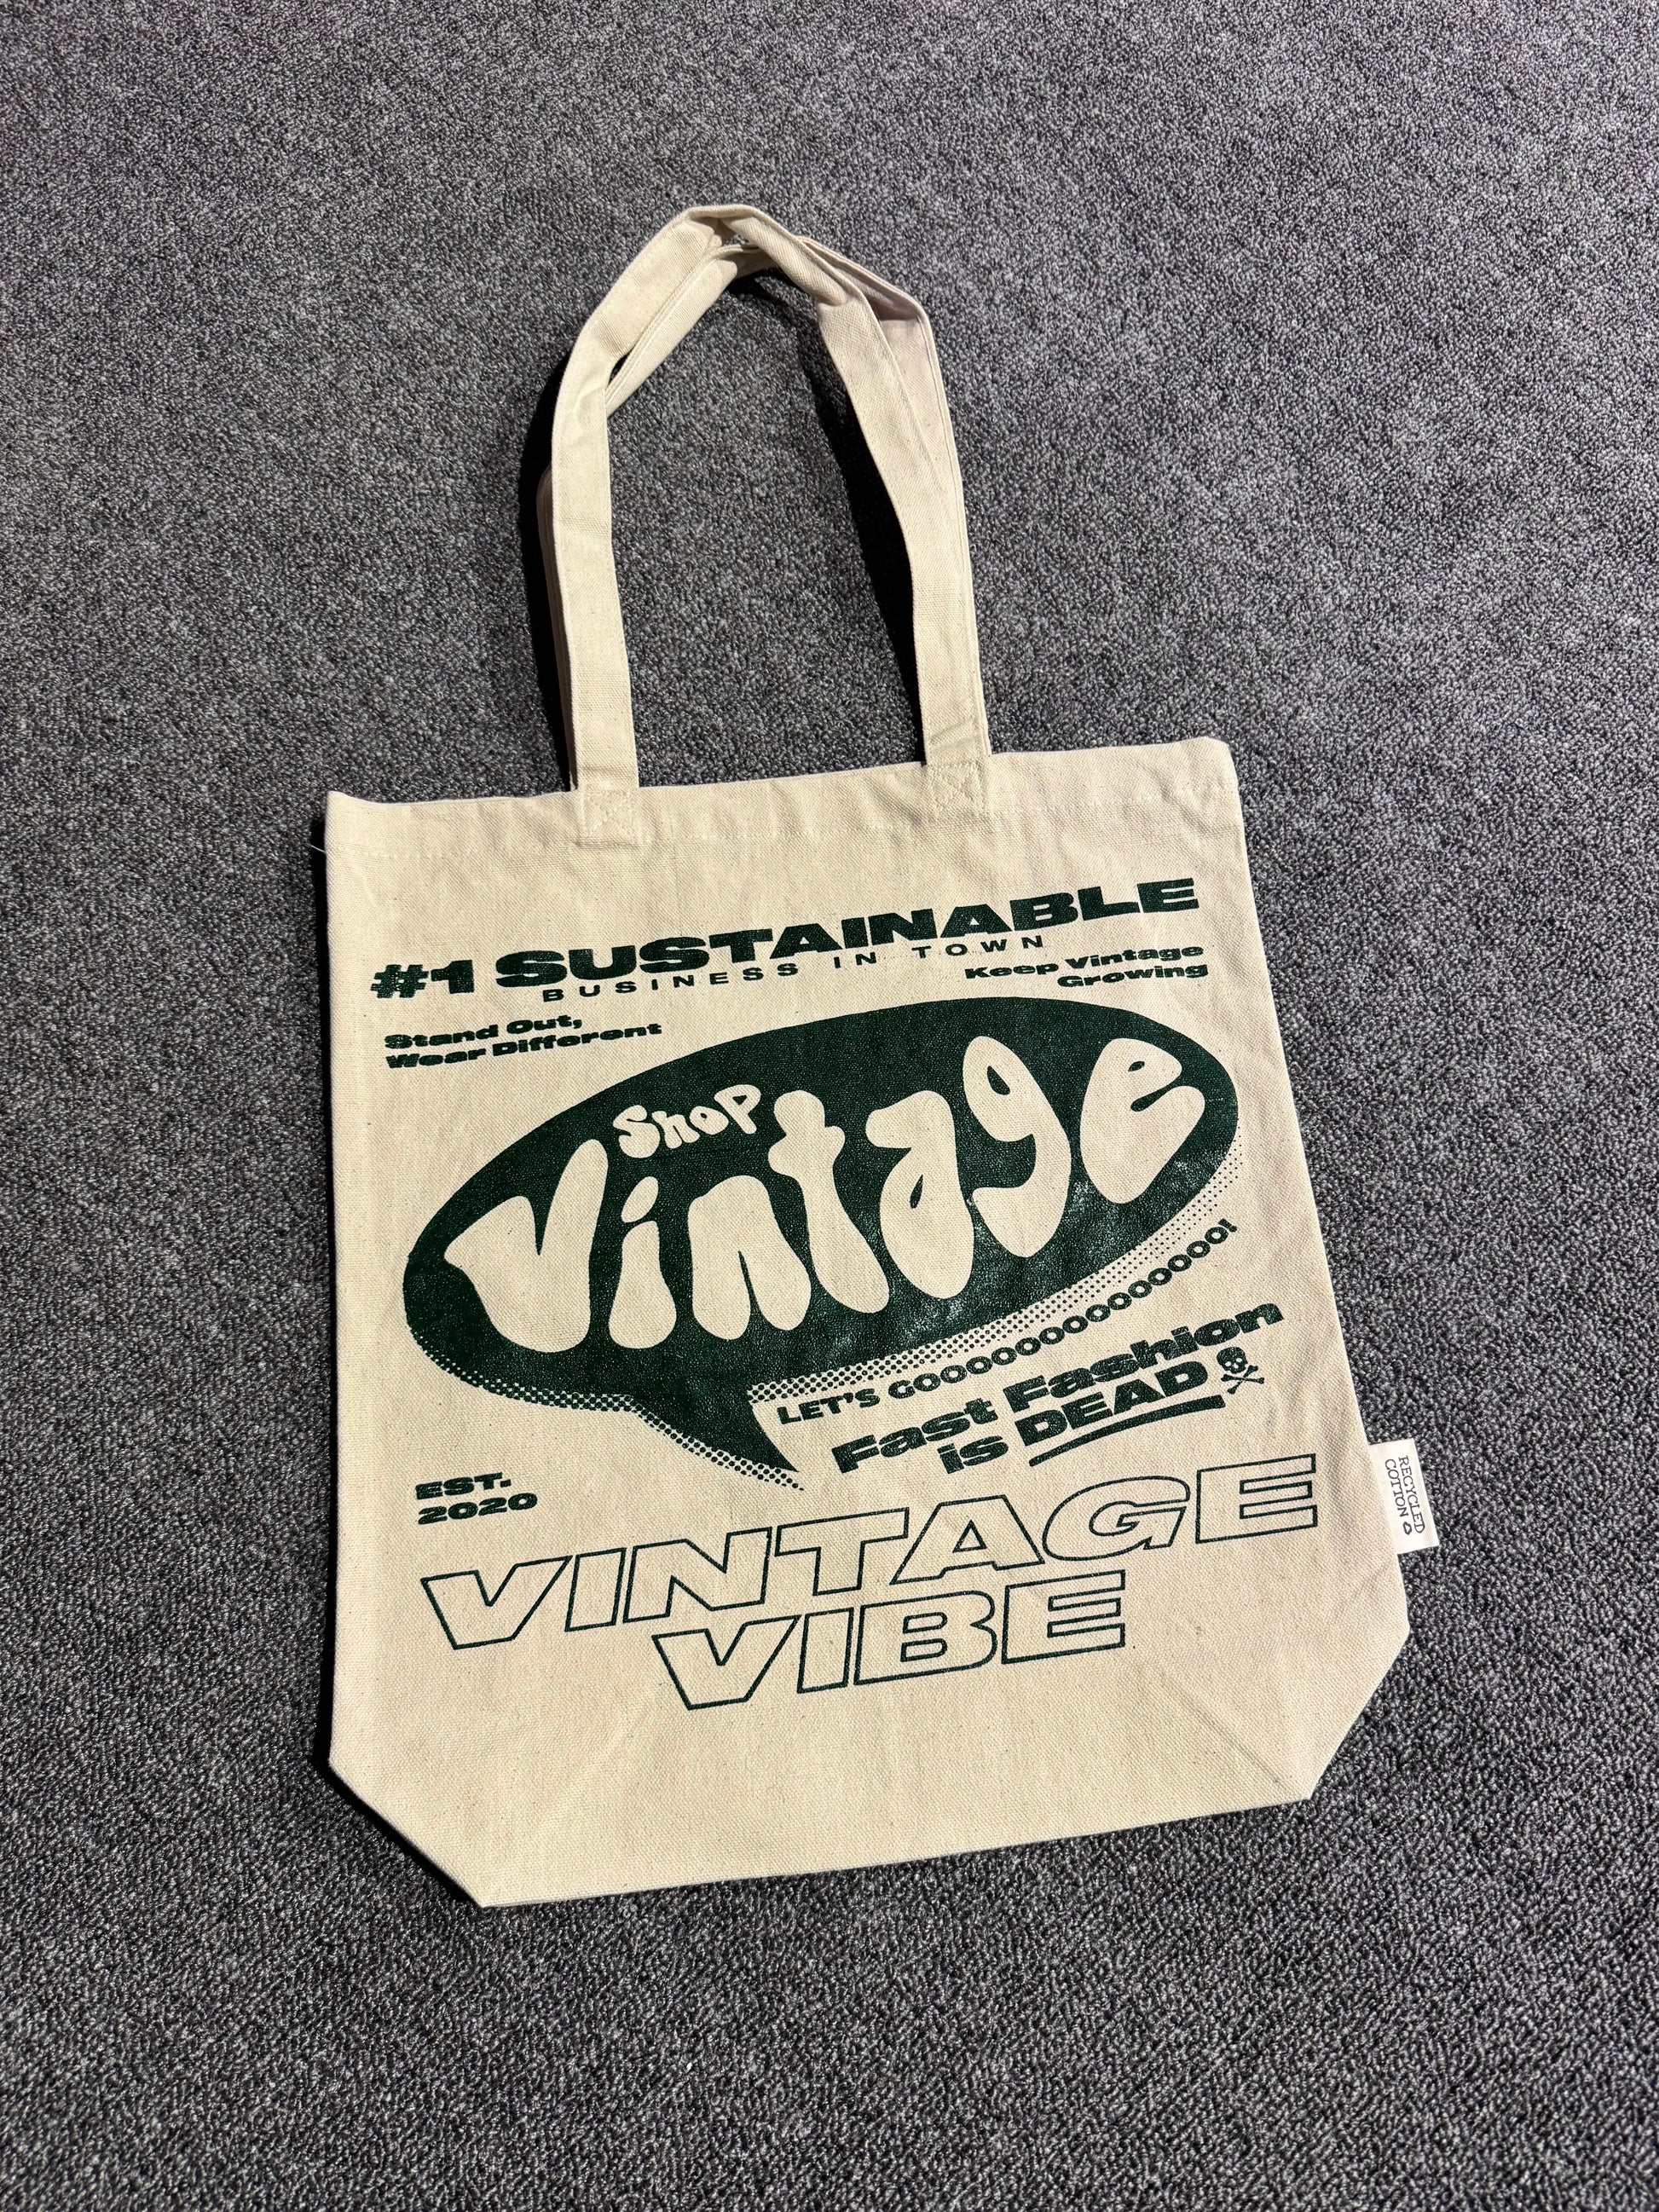 #1 SUSTAINABLE
BUSINESS IN TOWN
Keep Vintage
Growing
Stand Out,
Wear Different
Shop
Vintage
LET'S GOOOOOOOOOOOOOOOOOO!
Fast Fashion
is DEAD
EST.
2020
VINTAGE
VIBE
RECYCLED
COTTON